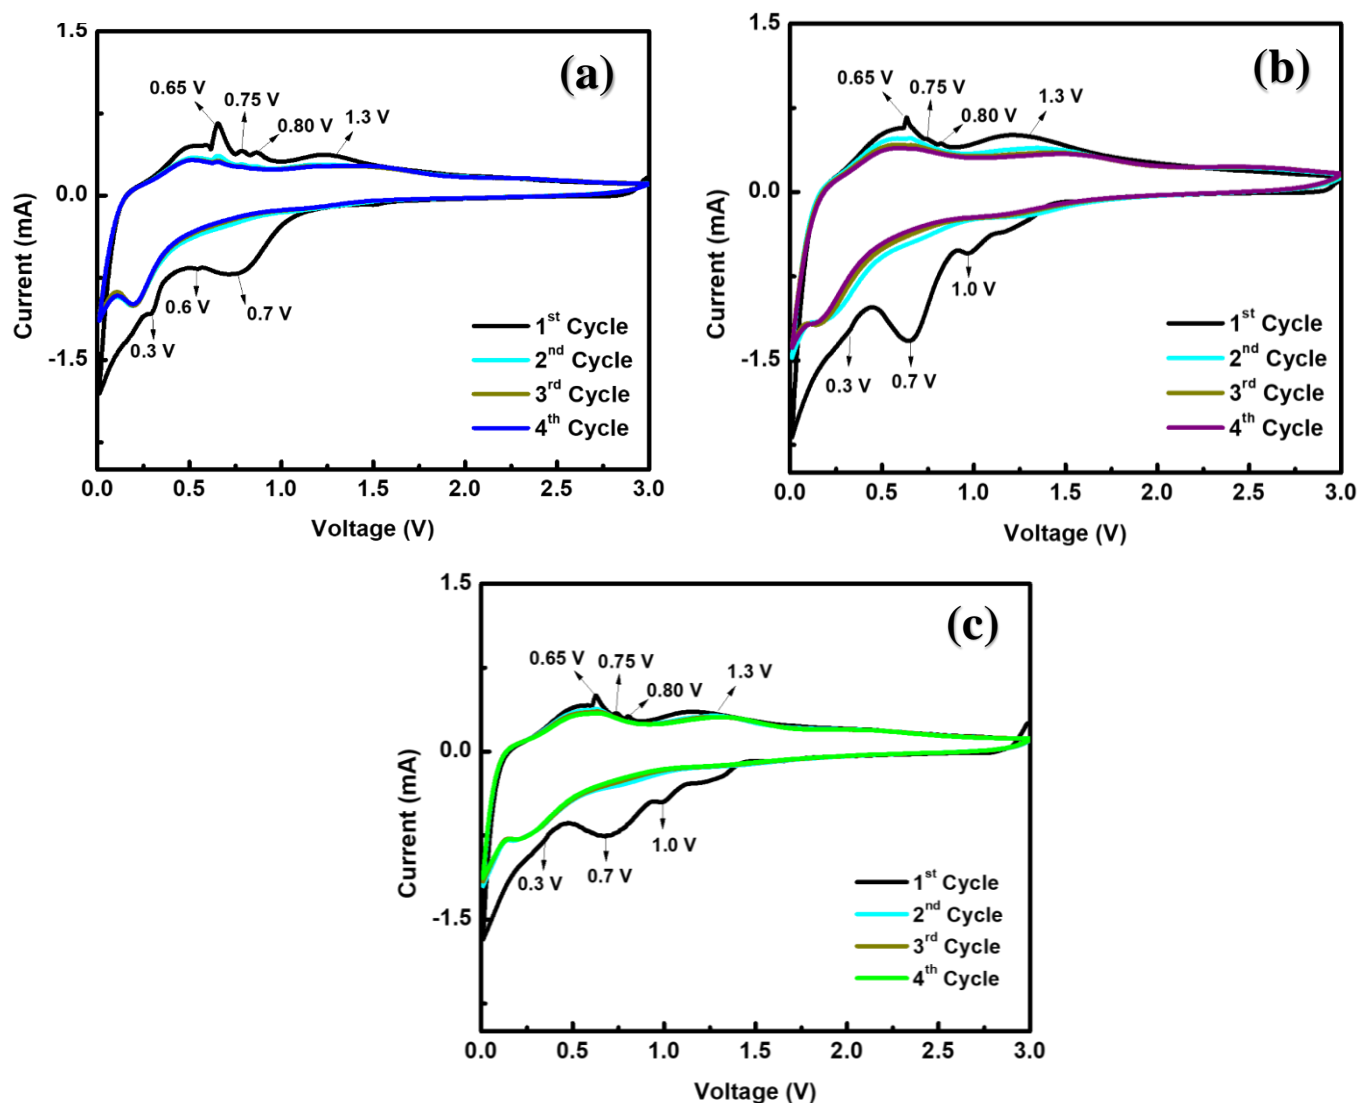 (a)
1.5
0.0
-1.5
Current (mA)
0.65 V
0.75 V
0.80 V
1.3 V
0.3 V
0.6 V
0.7 V
1st Cycle
2nd Cycle
3rd Cycle
4th Cycle
0.0 0.5 1.0 1.5 2.0 2.5 3.0
Voltage (V)
(b)
1.5
0.0
-1.5
Current (mA)
0.65 V
0.75 V
0.80 V
1.3 V
0.3 V
0.7 V
1.0 V
1st Cycle
2nd Cycle
3rd Cycle
4th Cycle
0.0 0.5 1.0 1.5 2.0 2.5 3.0
Voltage (V)
(c)
1.5
0.0
-1.5
Current (mA)
0.65 V
0.75 V
0.80 V
1.3 V
0.3 V
0.7 V
1.0 V
1st Cycle
2nd Cycle
3rd Cycle
4th Cycle
0.0 0.5 1.0 1.5 2.0 2.5 3.0
Voltage (V)